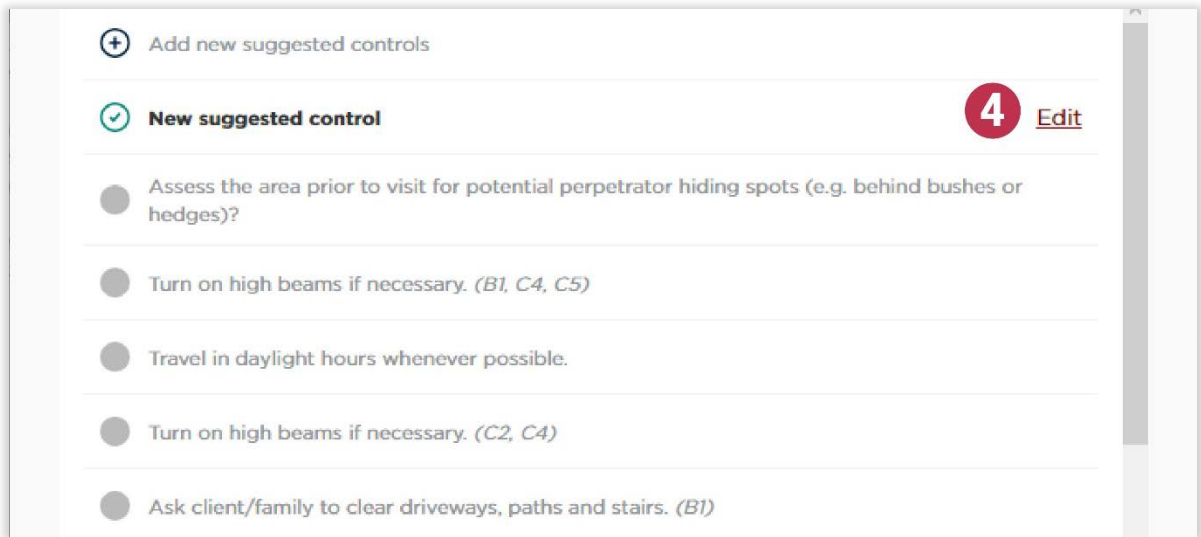 Add new suggested controls
New suggested control
4 Edit
Assess the area prior to visit for potential perpetrator hiding spots (e.g. behind bushes or
hedges)?
Turn on high beams if necessary. (B1, C4, C5)
Travel in daylight hours whenever possible.
Turn on high beams if necessary. (C2, C4)
Ask client/family to clear driveways, paths and stairs. (B1)